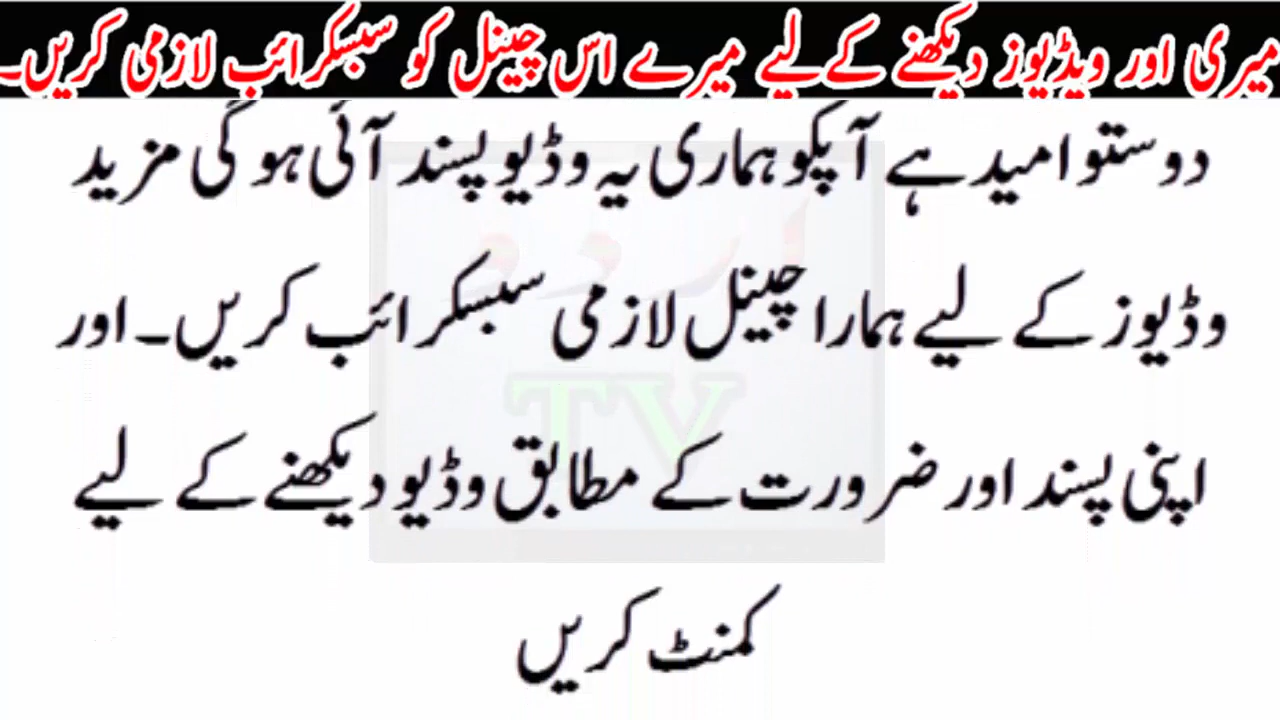 میری اور ویڈیوز دیکھنے کے لیے میرے اس چینل کو سبسکرائب لازمی کریں۔
دوستو امید ہے آپکو ہماری یہ وڈیو پسند آئی ہو گی مزید
وڈیوز کے لیے ہمارا چینل لازمی سبسکرائب کریں۔ اور
اپنی پسند اور ضرورت کے مطابق وڈیو دیکھنے کے لیے
کمنٹ کریں
اردو
TV